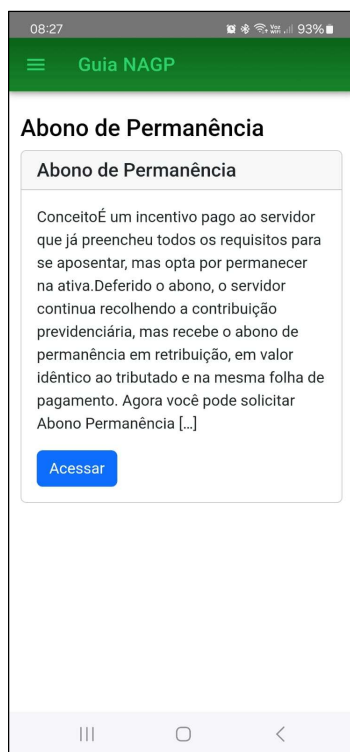 08:27
Voz
WiFi
93%
Guia NAGP
Abono de Permanência
Abono de Permanência
ConceitoÉ um incentivo pago ao servidor
que já preencheu todos os requisitos para
se aposentar, mas opta por permanecer
na ativa.Deferido o abono, o servidor
continua recolhendo a contribuição
previdenciária, mas recebe o abono de
permanência em retribuição, em valor
idêntico ao tributado e na mesma folha de
pagamento. Agora você pode solicitar
Abono Permanência [...]
Acessar